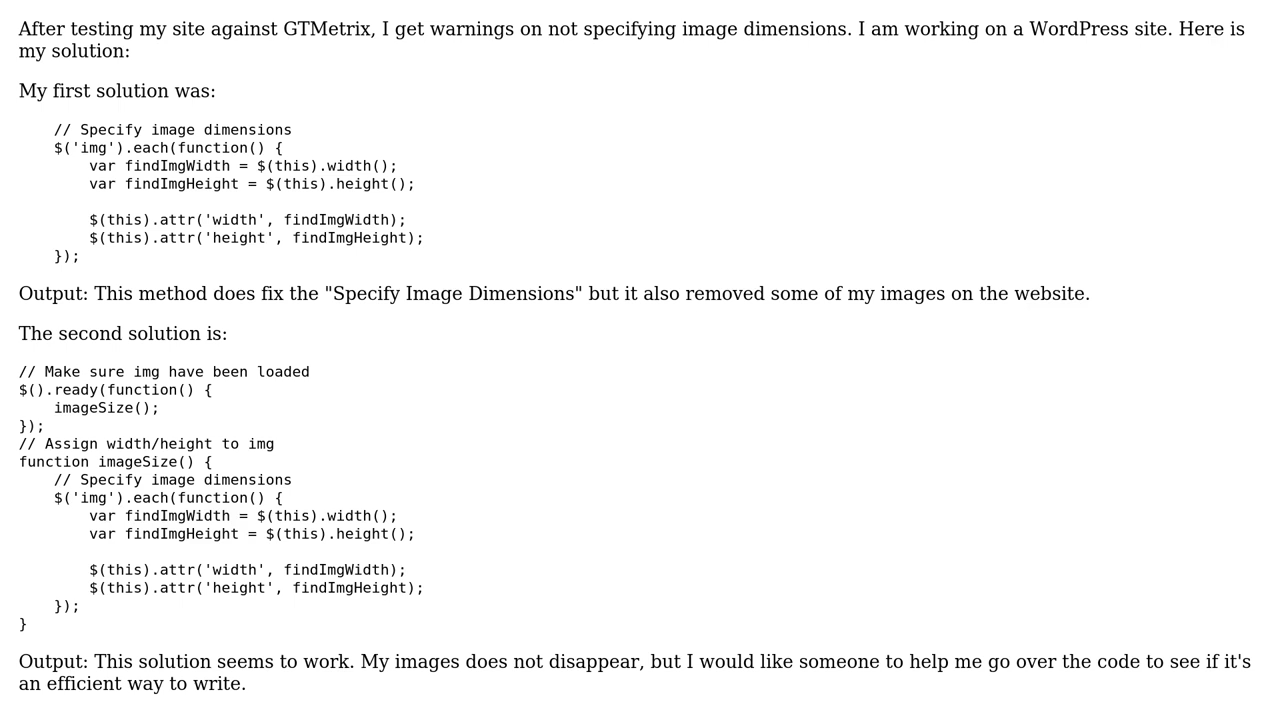 After testing my site against GTMetrix, I get warnings on not specifying image dimensions. I am working on a WordPress site. Here is
my solution:
My first solution was:
// Specify image dimensions
$('img').each(function() {
var findImgWidth = $(this).width();
var findImgHeight = $(this).height();
$(this).attr('width', findImgWidth);
$(this).attr('height', findImgHeight);
});
Output: This method does fix the "Specify Image Dimensions" but it also removed some of my images on the website.
The second solution is:
// Make sure img have been loaded
$().ready(function() {
imageSize();
});
// Assign width/height to img
function imageSize() {
// Specify image dimensions
$('img').each(function() {
var findImgWidth = $(this).width();
var findImgHeight = $(this).height();
$(this).attr('width', findImgWidth);
$(this).attr('height', findImgHeight);
});
}
Output: This solution seems to work. My images does not disappear, but I would like someone to help me go over the code to see if it's
an efficient way to write.